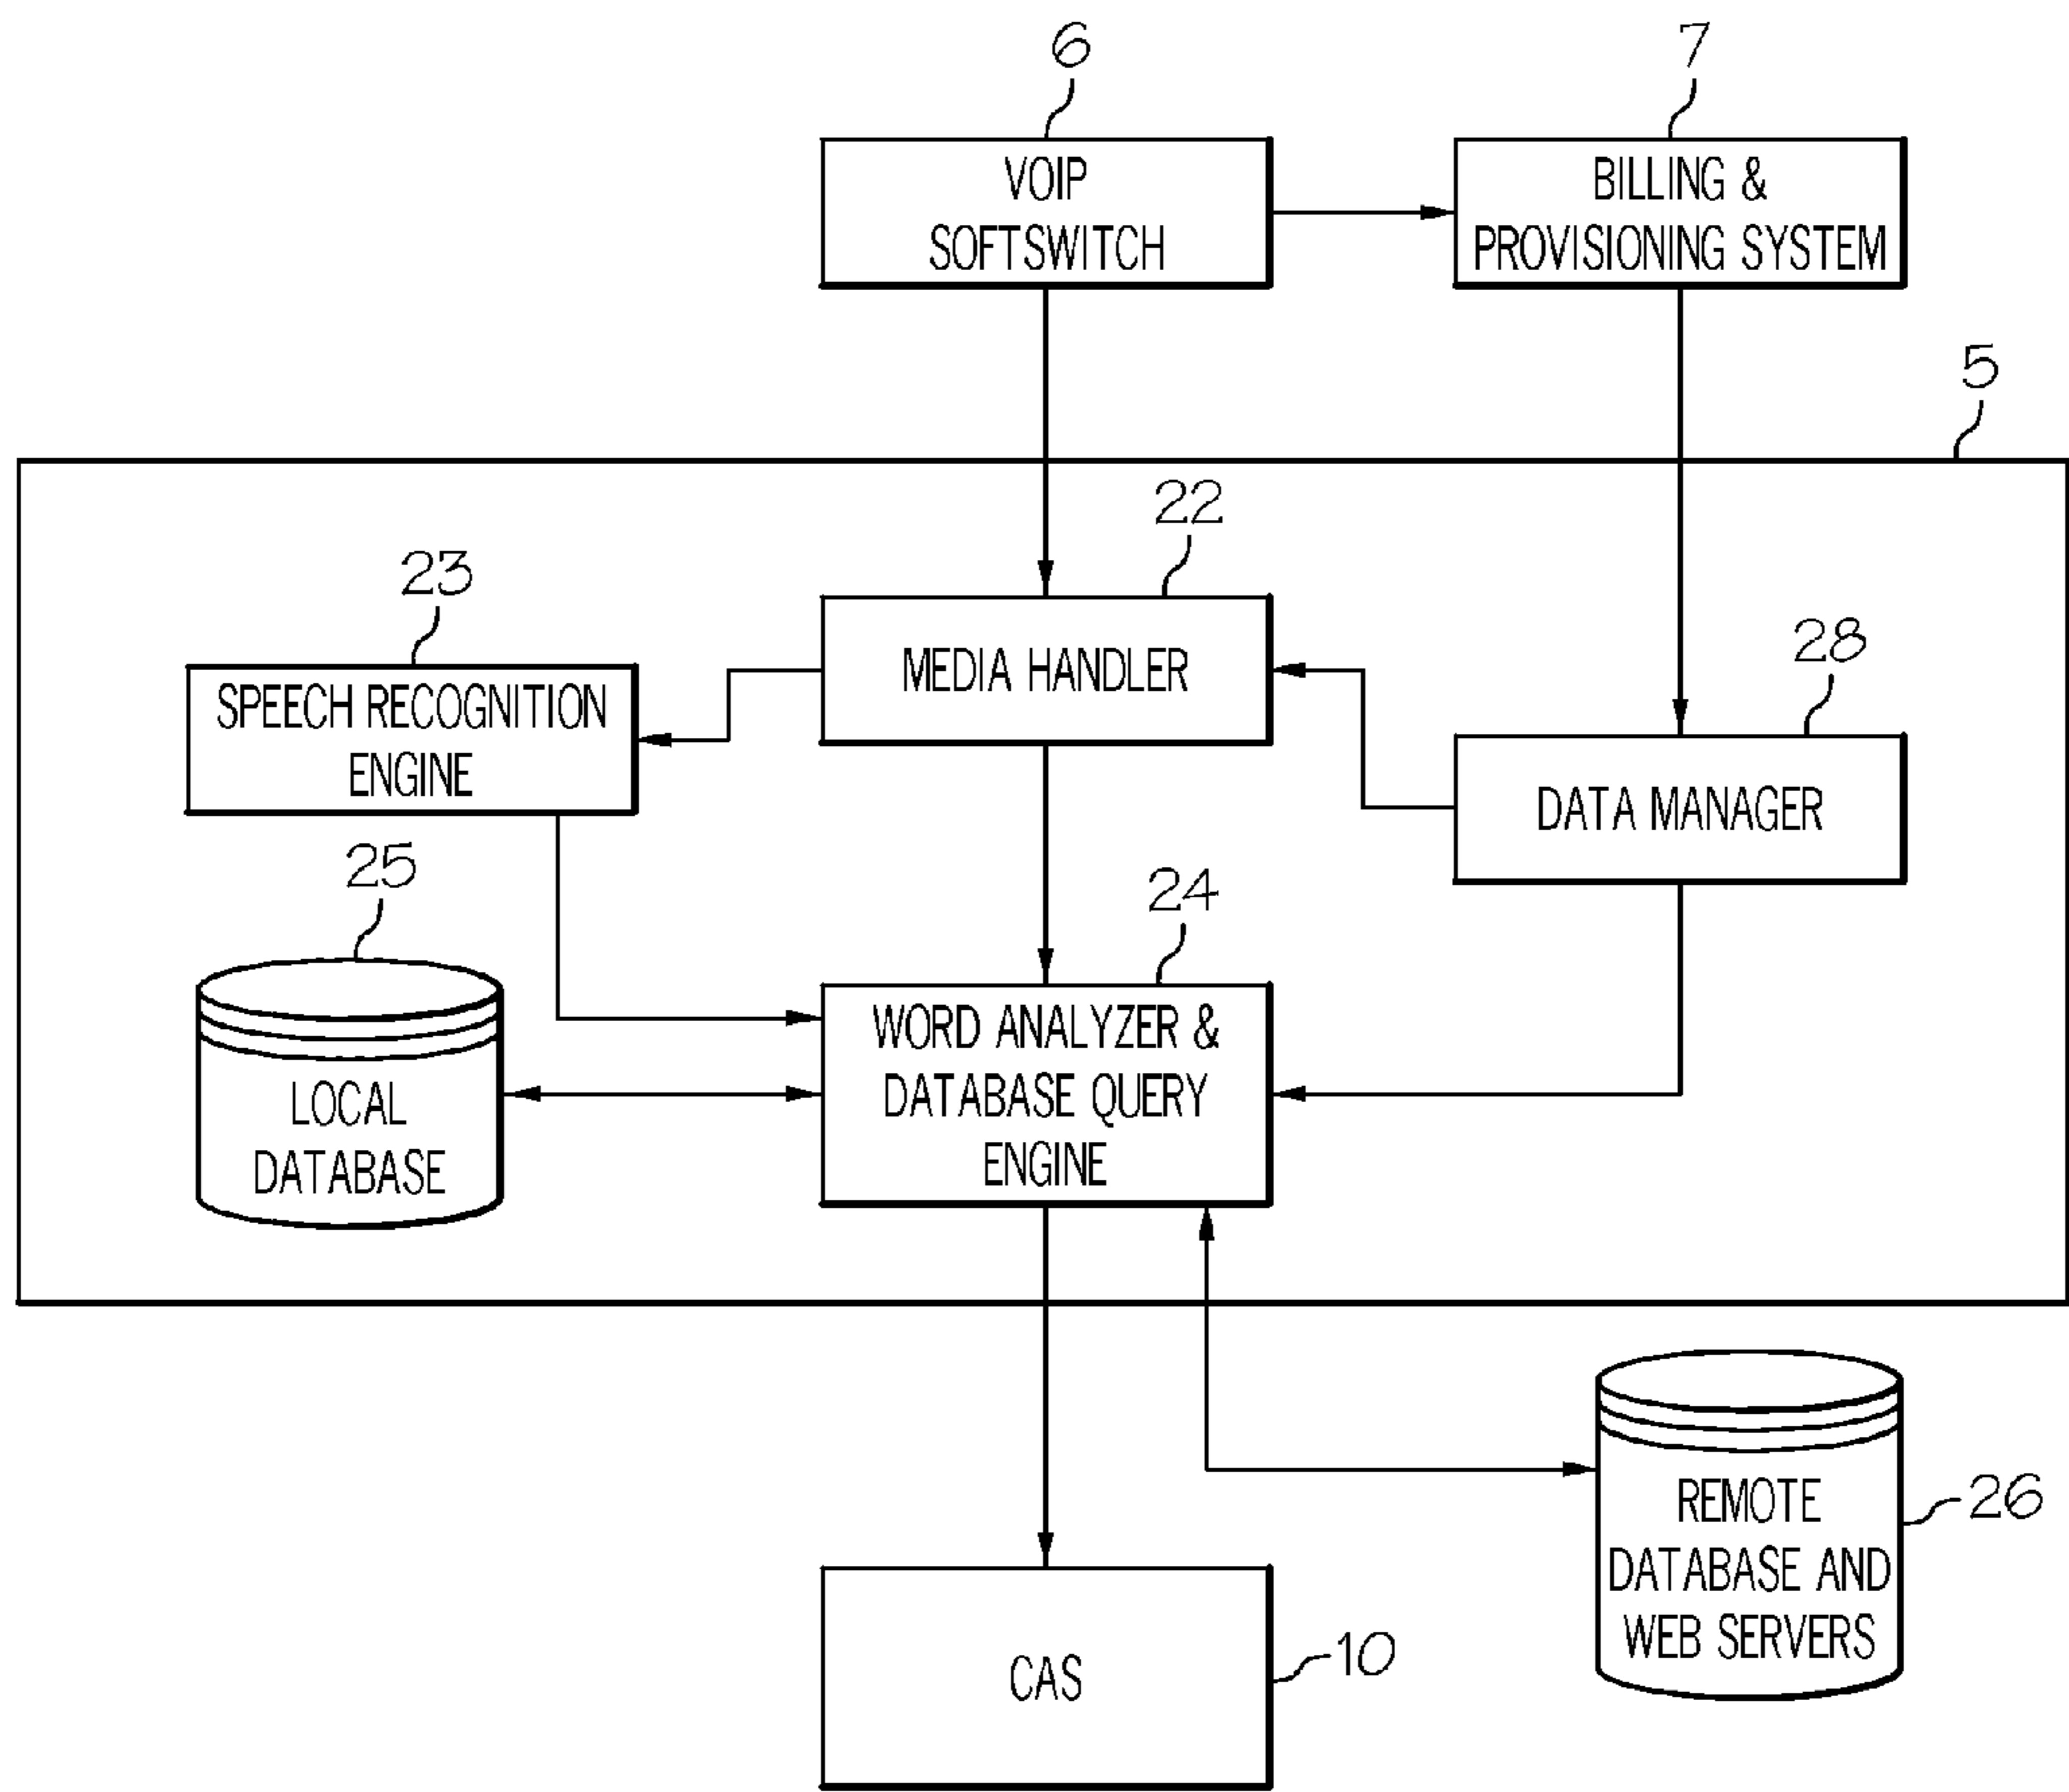 6
7
VOIP
SOFTSWITCH
BILLING &
PROVISIONING SYSTEM
5
22
23
28
MEDIA HANDLER
SPEECH RECOGNITION
ENGINE
DATA MANAGER
25
24
WORD ANALYZER &
DATABASE QUERY
ENGINE
LOCAL
DATABASE
REMOTE
DATABASE AND
WEB SERVERS
26
CAS
10